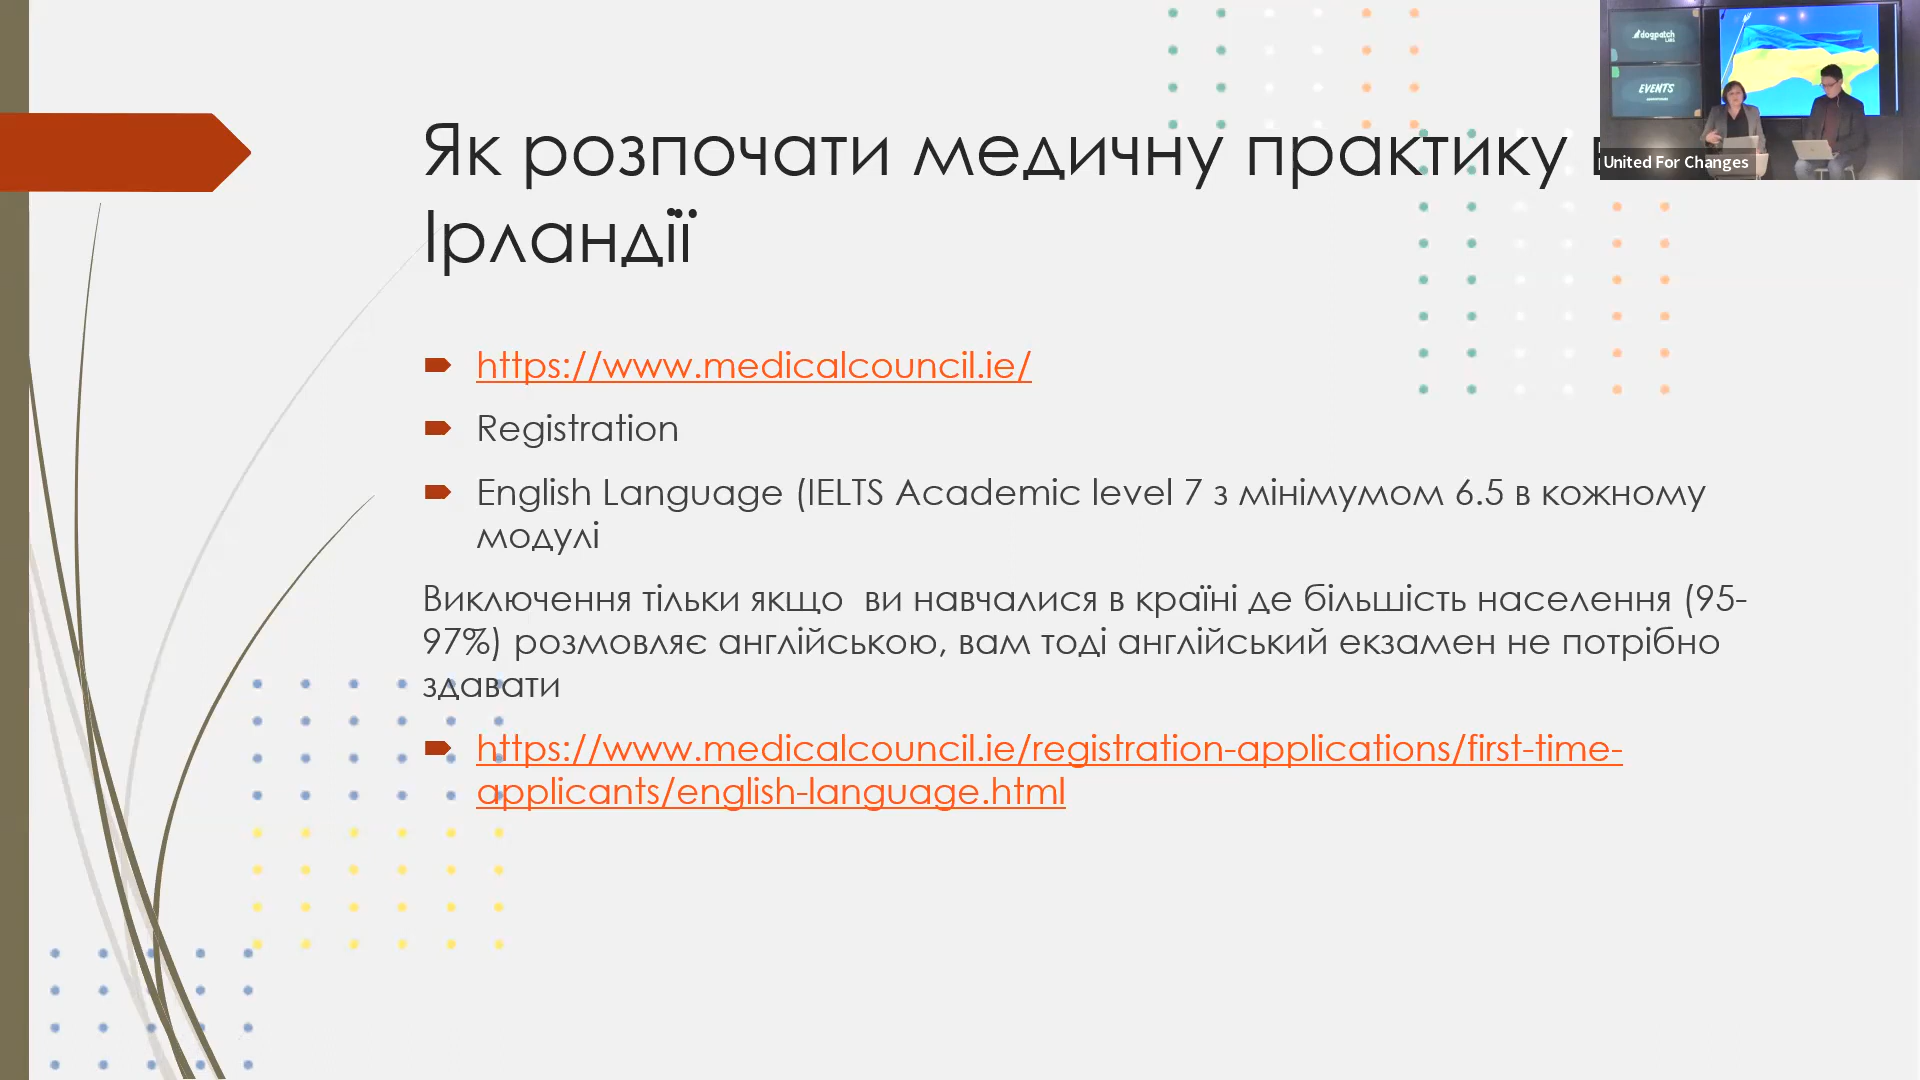 Як розпочати медичну практику в
Ірландії
https://www.medicalcouncil.ie/
Registration
English Language (IELTS Academic level 7 з мінімумом 6.5 в кожному
модулі
Виключення тільки якщо  ви навчалися в країні де більшість населення (95-
97%) розмовляє англійською, вам тоді англійський екзамен не потрібно
здавати
https://www.medicalcouncil.ie/registration-applications/first-time-
applicants/english-language.html
dogpatch
LABS
EVENTS
United For Changes